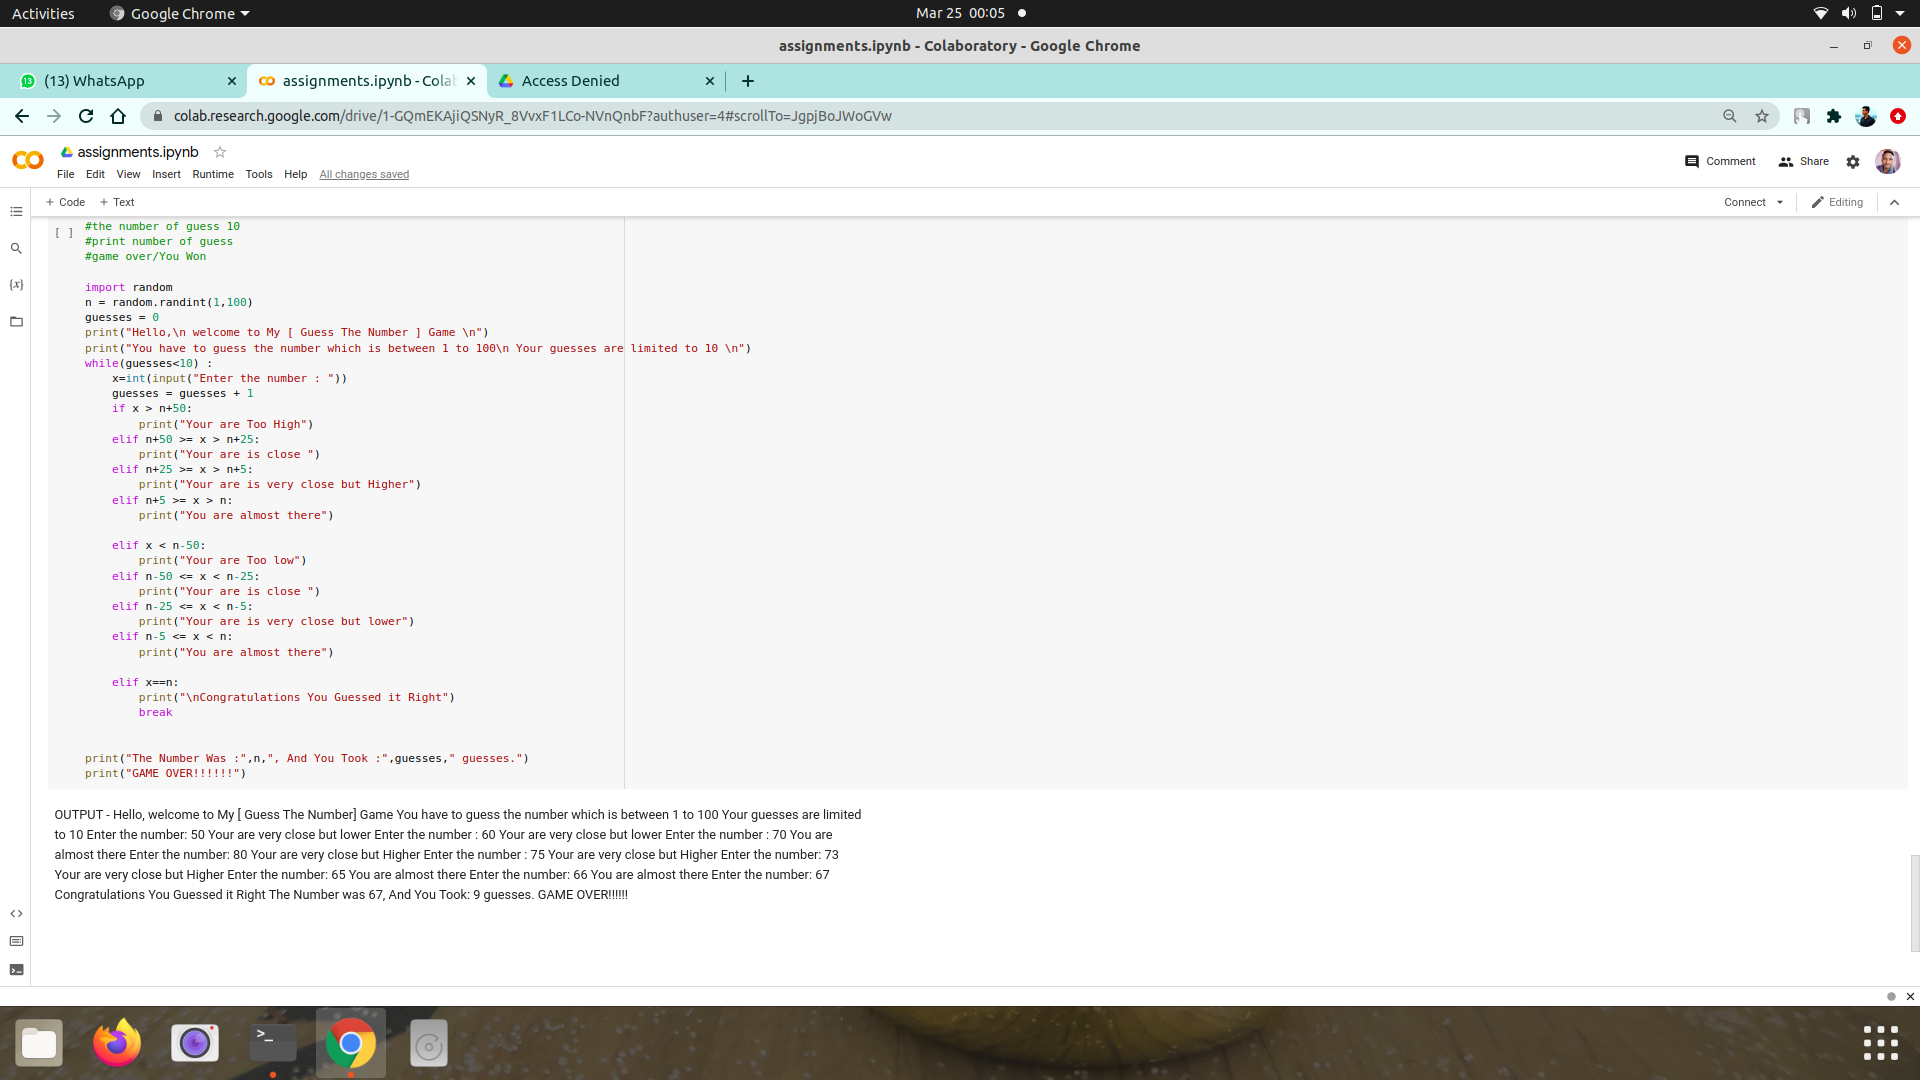 Activities
Google Chrome
Mar 25 00:05
assignments.ipynb - Colaboratory - Google Chrome
(13) WhatsApp
assignments.ipynb - Colab
Access Denied
colab.research.google.com/drive/1-GQmEKAjiQSNyR_8VvxF1LCo-NVnQnbF?authuser=4#scrollTo=JgpjBoJWoGVw
assignments.ipynb
Comment
Share
File Edit View Insert Runtime Tools Help All changes saved
+ Code + Text
Connect
Editing
#the number of guess 10
[ ]
#print number of guess
#game over/You Won
import random
n = random.randint(1,100)
guesses = 0
print("Hello,\n welcome to My [ Guess The Number ] Game \n")
print("You have to guess the number which is between 1 to 100\n Your guesses are limited to 10 \n")
while(guesses<10) :
    x=int(input("Enter the number : "))
    guesses = guesses + 1
    if x > n+50:
        print("Your are Too High")
    elif n+50 >= x > n+25:
        print("Your are is close ")
    elif n+25 >= x > n+5:
        print("Your are is very close but Higher")
    elif n+5 >= x > n:
        print("You are almost there")
    elif x < n-50:
        print("Your are Too low")
    elif n-50 <= x < n-25:
        print("Your are is close ")
    elif n-25 <= x < n-5:
        print("Your are is very close but lower")
    elif n-5 <= x < n:
        print("You are almost there")
    elif x==n:
        print("\nCongratulations You Guessed it Right")
        break
print("The Number Was :",n,", And You Took :",guesses," guesses.")
print("GAME OVER!!!!!!")
OUTPUT - Hello, welcome to My [ Guess The Number] Game You have to guess the number which is between 1 to 100 Your guesses are limited
to 10 Enter the number: 50 Your are very close but lower Enter the number : 60 Your are very close but lower Enter the number : 70 You are
almost there Enter the number: 80 Your are very close but Higher Enter the number : 75 Your are very close but Higher Enter the number: 73
Your are very close but Higher Enter the number: 65 You are almost there Enter the number: 66 You are almost there Enter the number: 67
Congratulations You Guessed it Right The Number was 67, And You Took: 9 guesses. GAME OVER!!!!!!